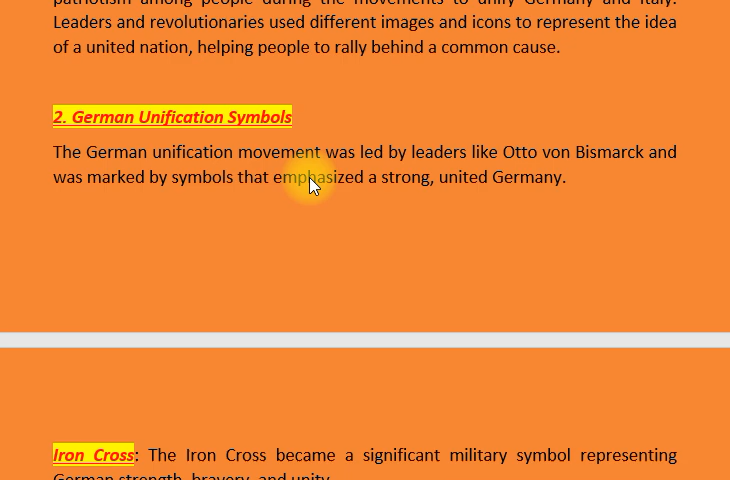 patriotism among people during the movements to unify Germany and Italy.
Leaders and revolutionaries used different images and icons to represent the idea
of a united nation, helping people to rally behind a common cause.
2. German Unification Symbols
The German unification movement was led by leaders like Otto von Bismarck and
was marked by symbols that emphasized a strong, united Germany.
Iron Cross: The Iron Cross became a significant military symbol representing
German strength, bravery, and unity.